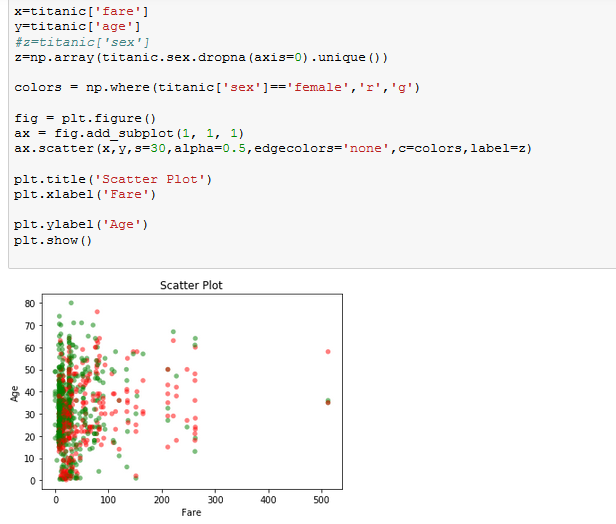 x=titanic['fare']
y=titanic['age']
#z=titanic['sex']
z=np.array(titanic.sex.dropna(axis=0).unique())
colors = np.where(titanic['sex']=='female','r','g')
fig = plt.figure()
ax = fig.add_subplot(1, 1, 1)
ax.scatter(x,y,s=30,alpha=0.5,edgecolors='none',c=colors,label=z)
plt.title('Scatter Plot')
plt.xlabel('Fare')
plt.ylabel('Age')
plt.show()
Scatter Plot
80
70
60
50
40
30
20
10
0
Age
0 100 200 300 400 500
Fare